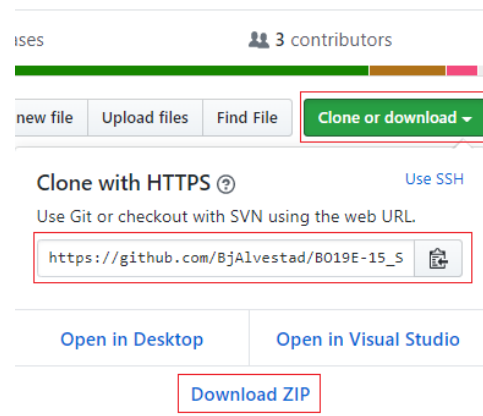 ases 3 contributors
new file Upload files Find File Clone or download
Clone with HTTPS ? Use SSH
Use Git or checkout with SVN using the web URL.
https://github.com/BjAlvestad/BO19E-15_S
Open in Desktop Open in Visual Studio
Download ZIP